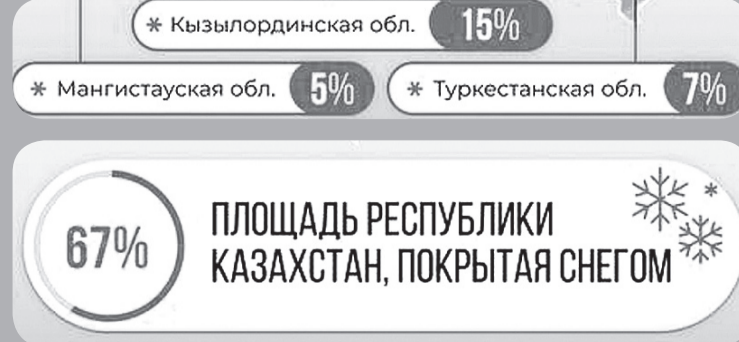 * Кызылординская обл. 15%
* Мангистауская обл. 5%
* Туркестанская обл. 7%
67%
ПЛОЩАДЬ РЕСПУБЛИКИ
КАЗАХСТАН, ПОКРЫТАЯ СНЕГОМ